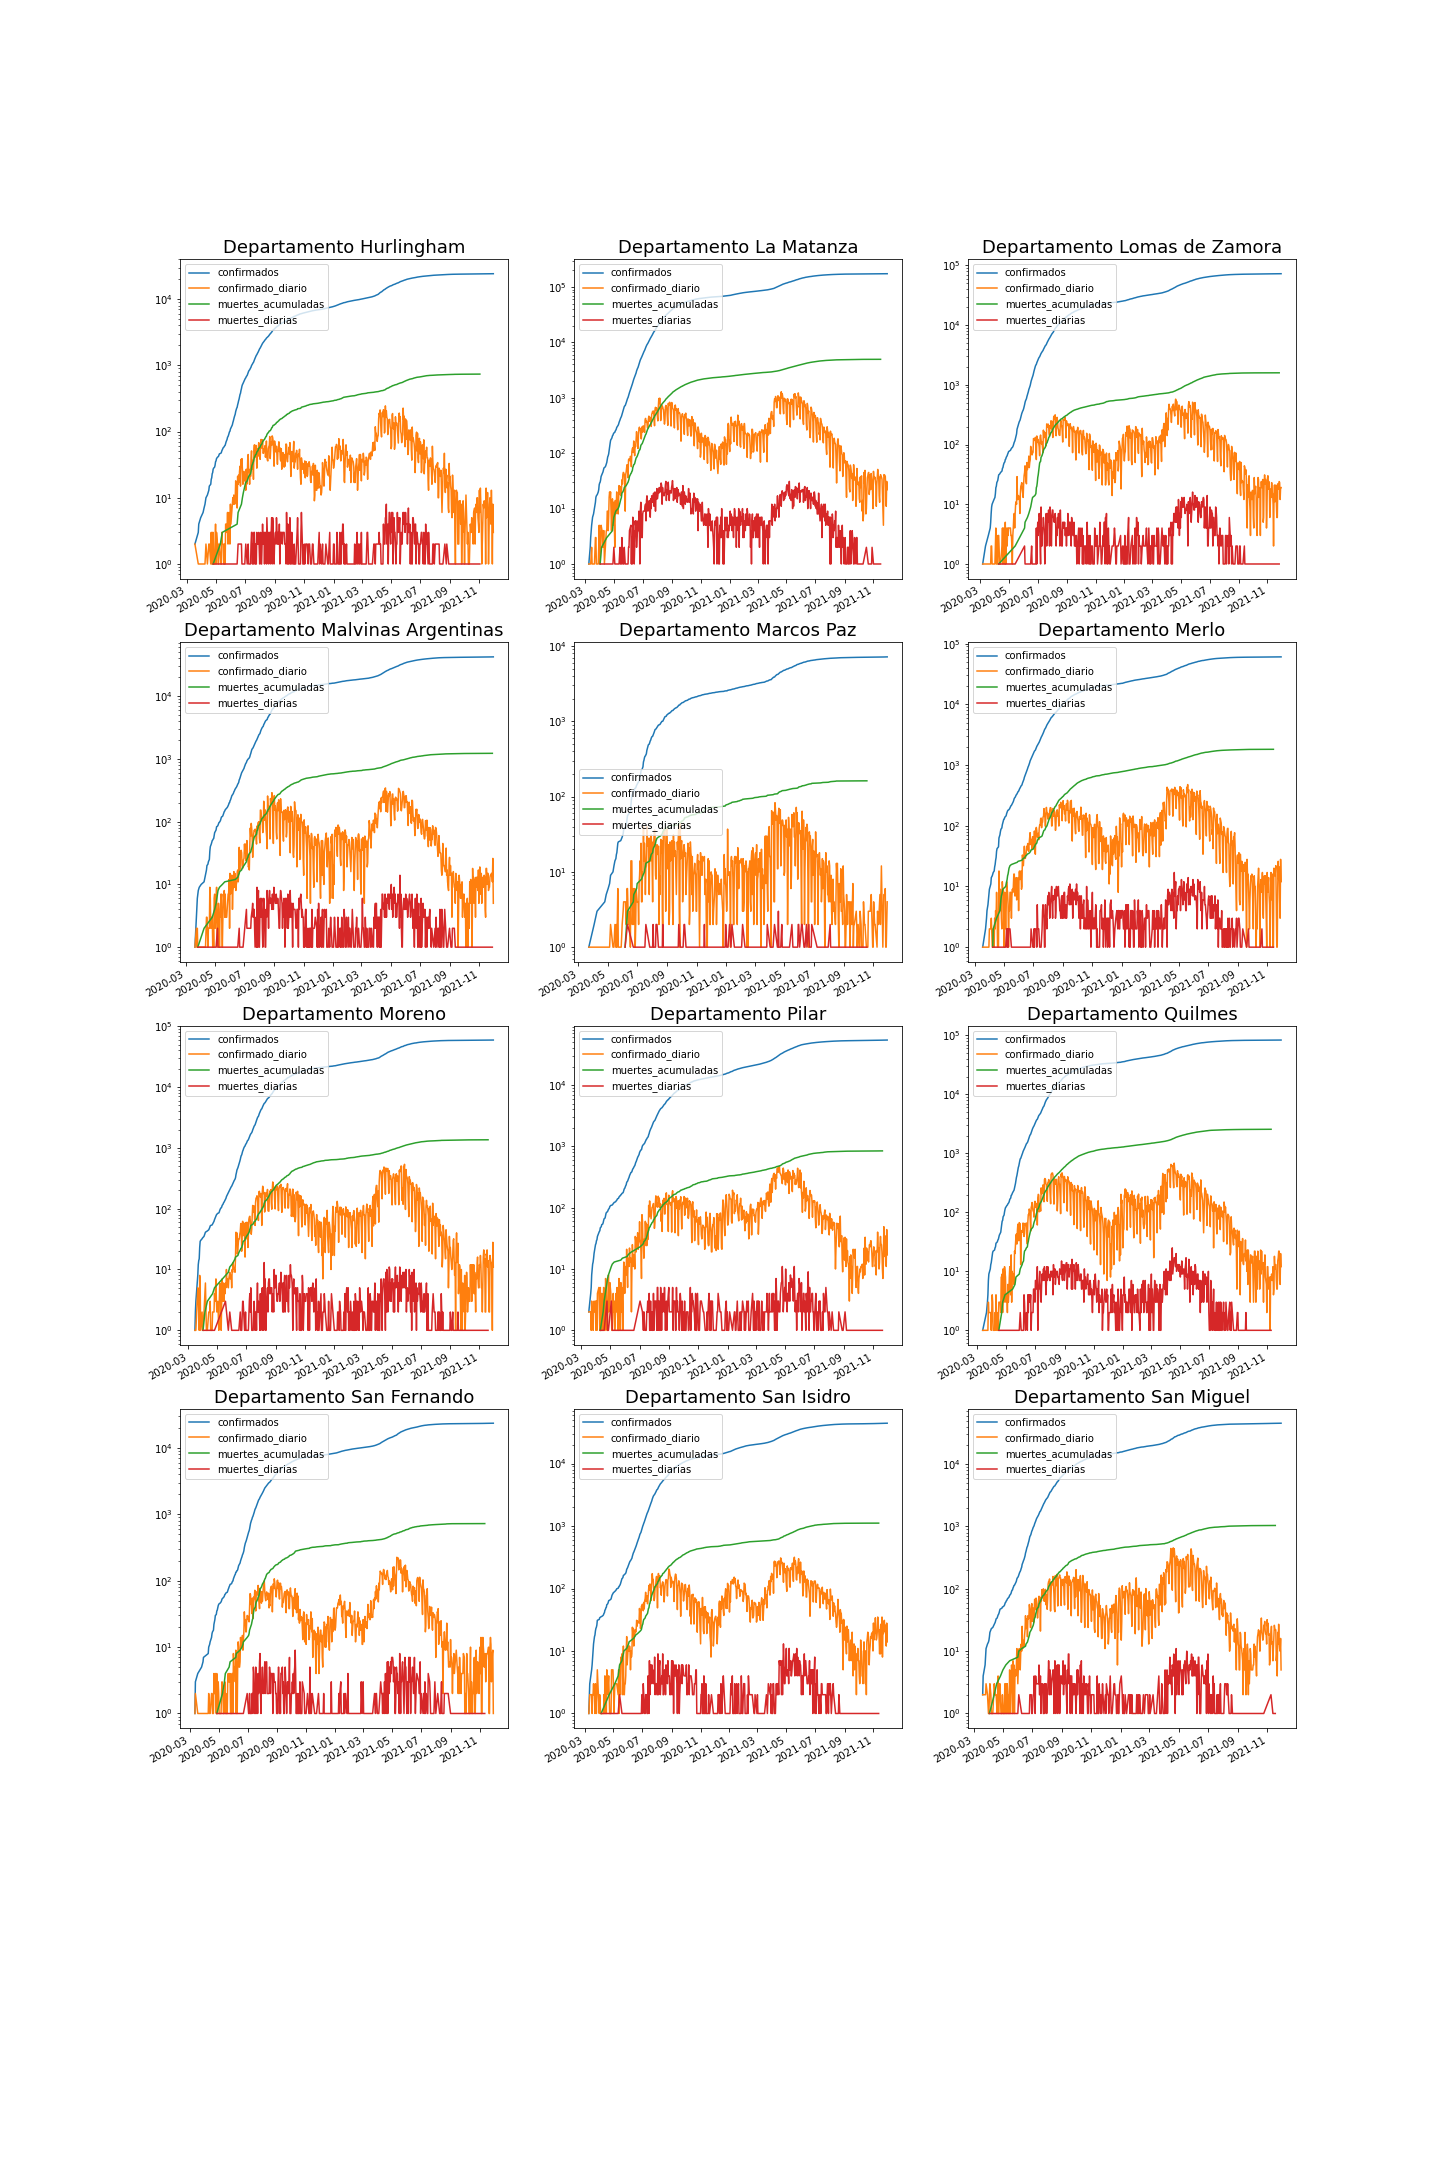 Departamento Hurlingham
confirmados
confirmado_diario
muertes_acumuladas
muertes_diarias
10⁴
10³
10²
10¹
10⁰
2020-03 2020-05 2020-07 2020-09 2020-11 2021-01 2021-03 2021-05 2021-07 2021-09 2021-11
Departamento La Matanza
confirmados
confirmado_diario
muertes_acumuladas
muertes_diarias
10⁵
10⁴
10³
10²
10¹
10⁰
2020-03 2020-05 2020-07 2020-09 2020-11 2021-01 2021-03 2021-05 2021-07 2021-09 2021-11
Departamento Lomas de Zamora
confirmados
confirmado_diario
muertes_acumuladas
muertes_diarias
10⁵
10⁴
10³
10²
10¹
10⁰
2020-03 2020-05 2020-07 2020-09 2020-11 2021-01 2021-03 2021-05 2021-07 2021-09 2021-11
Departamento Malvinas Argentinas
confirmados
confirmado_diario
muertes_acumuladas
muertes_diarias
10⁴
10³
10²
10¹
10⁰
2020-03 2020-05 2020-07 2020-09 2020-11 2021-01 2021-03 2021-05 2021-07 2021-09 2021-11
Departamento Marcos Paz
confirmados
confirmado_diario
muertes_acumuladas
muertes_diarias
10⁴
10³
10²
10¹
10⁰
2020-03 2020-05 2020-07 2020-09 2020-11 2021-01 2021-03 2021-05 2021-07 2021-09 2021-11
Departamento Merlo
confirmados
confirmado_diario
muertes_acumuladas
muertes_diarias
10⁵
10⁴
10³
10²
10¹
10⁰
2020-03 2020-05 2020-07 2020-09 2020-11 2021-01 2021-03 2021-05 2021-07 2021-09 2021-11
Departamento Moreno
confirmados
confirmado_diario
muertes_acumuladas
muertes_diarias
10⁵
10⁴
10³
10²
10¹
10⁰
2020-03 2020-05 2020-07 2020-09 2020-11 2021-01 2021-03 2021-05 2021-07 2021-09 2021-11
Departamento Pilar
confirmados
confirmado_diario
muertes_acumuladas
muertes_diarias
10⁴
10³
10²
10¹
10⁰
2020-03 2020-05 2020-07 2020-09 2020-11 2021-01 2021-03 2021-05 2021-07 2021-09 2021-11
Departamento Quilmes
confirmados
confirmado_diario
muertes_acumuladas
muertes_diarias
10⁵
10⁴
10³
10²
10¹
10⁰
2020-03 2020-05 2020-07 2020-09 2020-11 2021-01 2021-03 2021-05 2021-07 2021-09 2021-11
Departamento San Fernando
confirmados
confirmado_diario
muertes_acumuladas
muertes_diarias
10⁴
10³
10²
10¹
10⁰
2020-03 2020-05 2020-07 2020-09 2020-11 2021-01 2021-03 2021-05 2021-07 2021-09 2021-11
Departamento San Isidro
confirmados
confirmado_diario
muertes_acumuladas
muertes_diarias
10⁴
10³
10²
10¹
10⁰
2020-03 2020-05 2020-07 2020-09 2020-11 2021-01 2021-03 2021-05 2021-07 2021-09 2021-11
Departamento San Miguel
confirmados
confirmado_diario
muertes_acumuladas
muertes_diarias
10⁴
10³
10²
10¹
10⁰
2020-03 2020-05 2020-07 2020-09 2020-11 2021-01 2021-03 2021-05 2021-07 2021-09 2021-11